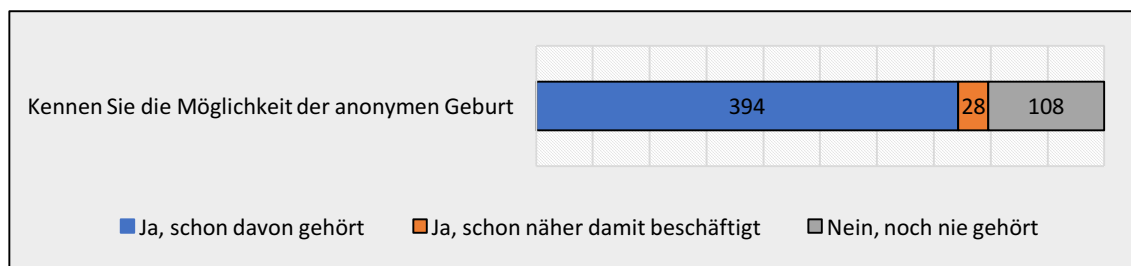 Kennen Sie die Möglichkeit der anonymen Geburt 394 28 108
Ja, schon davon gehört Ja, schon näher damit beschäftigt Nein, noch nie gehört